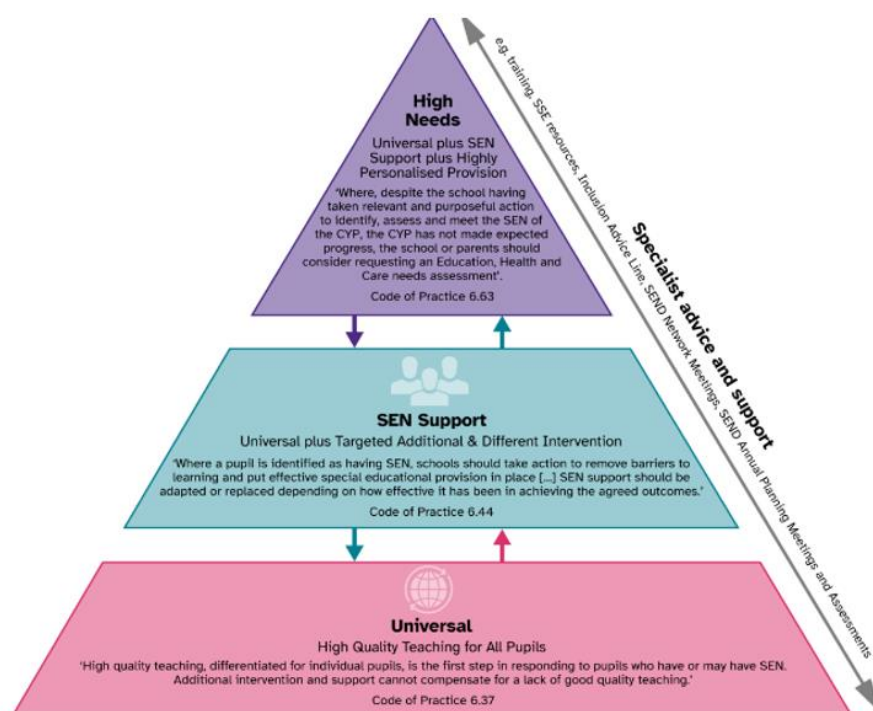 High
Needs
Universal plus SEN
Support plus Highly
Personalised Provision
'Where, despite the school having
taken relevant and purposeful action
to identify, assess and meet the SEN of
the CYP, the CYP has not made expected
progress, the school or parents should
consider requesting an Education, Health and
Care needs assessment'.
Code of Practice 6.63
SEN Support
Universal plus Targeted Additional & Different Intervention
'Where a pupil is identified as having SEN, schools should take action to remove barriers to
learning and put effective special educational provision in place [...] SEN support should be
adapted or replaced depending on how effective it has been in achieving the agreed outcomes.'
Code of Practice 6.44
Universal
High Quality Teaching for All Pupils
'High quality teaching, differentiated for individual pupils, is the first step in responding to pupils who have or may have SEN.
Additional intervention and support cannot compensate for a lack of good quality teaching.'
Code of Practice 6.37
Specialist advice and support
e.g. training, SSE resources, Inclusion Advice Line, SEND Network Meetings, SEND Annual Planning Meetings and Assessments